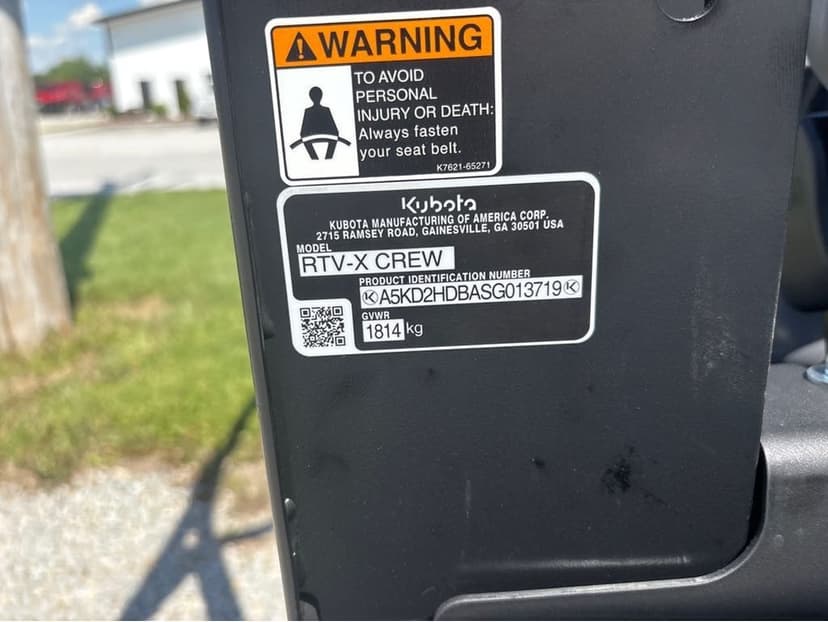 WARNING
TO AVOID
PERSONAL
INJURY OR DEATH:
Always fasten
your seat belt.
K7621-65271
Kubota
KUBOTA MANUFACTURING OF AMERICA CORP.
2715 RAMSEY ROAD, GAINESVILLE, GA 30501 USA
MODEL
RTV-X CREW
PRODUCT IDENTIFICATION NUMBER
K A5KD2HDBASG013719 K
GVWR
1814 kg